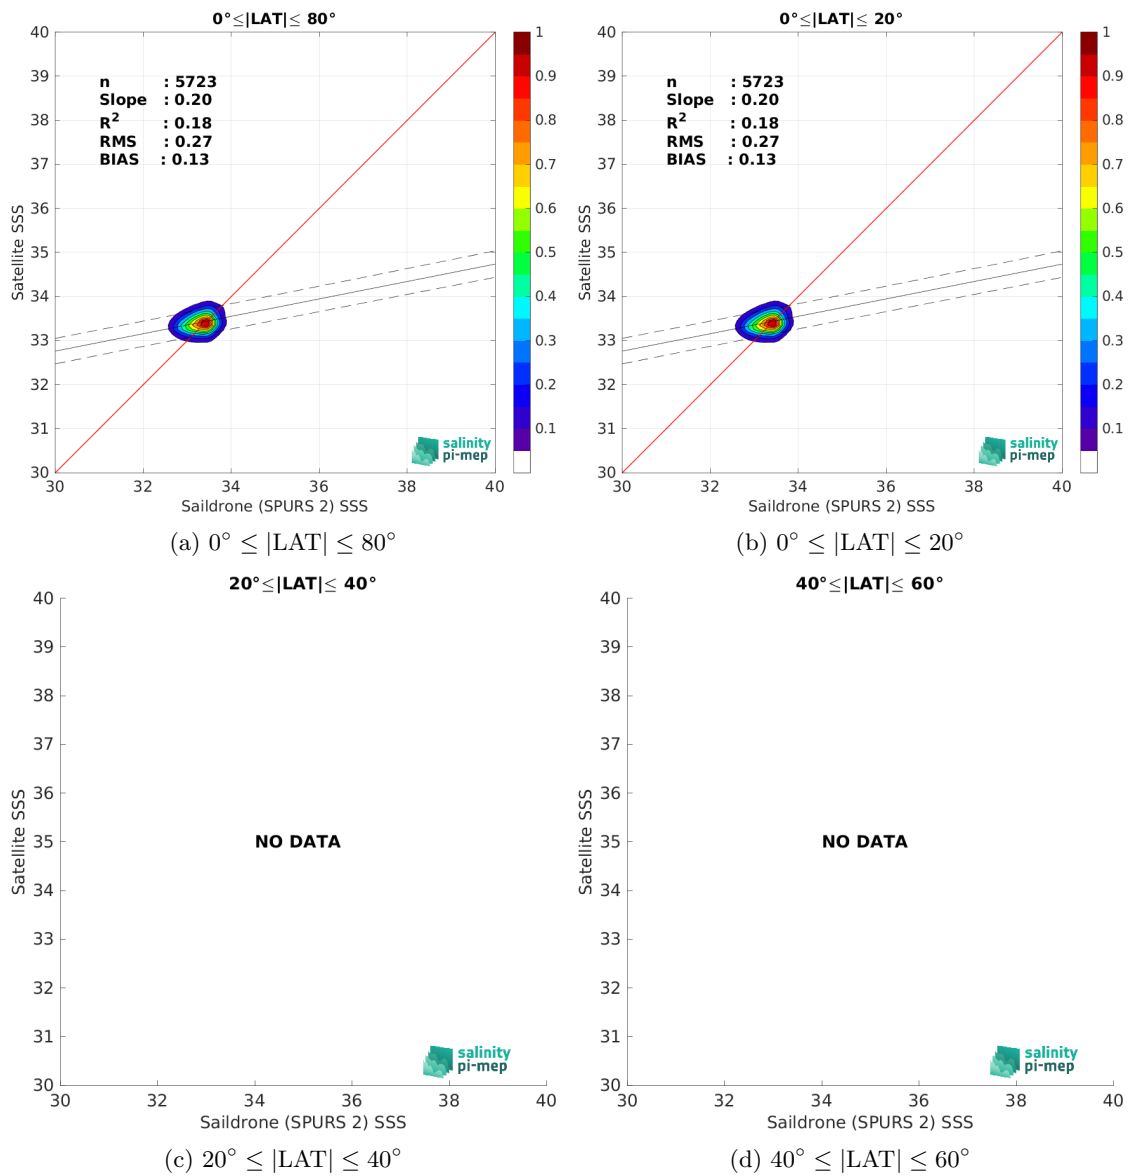 0°≤|LAT|≤ 80°
40
39
38
37
36
35
34
33
32
31
30
Satellite SSS
n : 5723
Slope : 0.20
R2 : 0.18
RMS : 0.27
BIAS : 0.13
salinity
pi-mep
30 32 34 36 38 40
Saildrone (SPURS 2) SSS
1
0.9
0.8
0.7
0.6
0.5
0.4
0.3
0.2
0.1
(a) 0° ≤ |LAT| ≤ 80°
0°≤|LAT|≤ 20°
40
39
38
37
36
35
34
33
32
31
30
Satellite SSS
n : 5723
Slope : 0.20
R2 : 0.18
RMS : 0.27
BIAS : 0.13
salinity
pi-mep
30 32 34 36 38 40
Saildrone (SPURS 2) SSS
1
0.9
0.8
0.7
0.6
0.5
0.4
0.3
0.2
0.1
(b) 0° ≤ |LAT| ≤ 20°
20°≤|LAT|≤ 40°
40
39
38
37
36
35
34
33
32
31
30
Satellite SSS
NO DATA
salinity
pi-mep
30 32 34 36 38 40
Saildrone (SPURS 2) SSS
(c) 20° ≤ |LAT| ≤ 40°
40°≤|LAT|≤ 60°
40
39
38
37
36
35
34
33
32
31
30
Satellite SSS
NO DATA
salinity
pi-mep
30 32 34 36 38 40
Saildrone (SPURS 2) SSS
(d) 40° ≤ |LAT| ≤ 60°